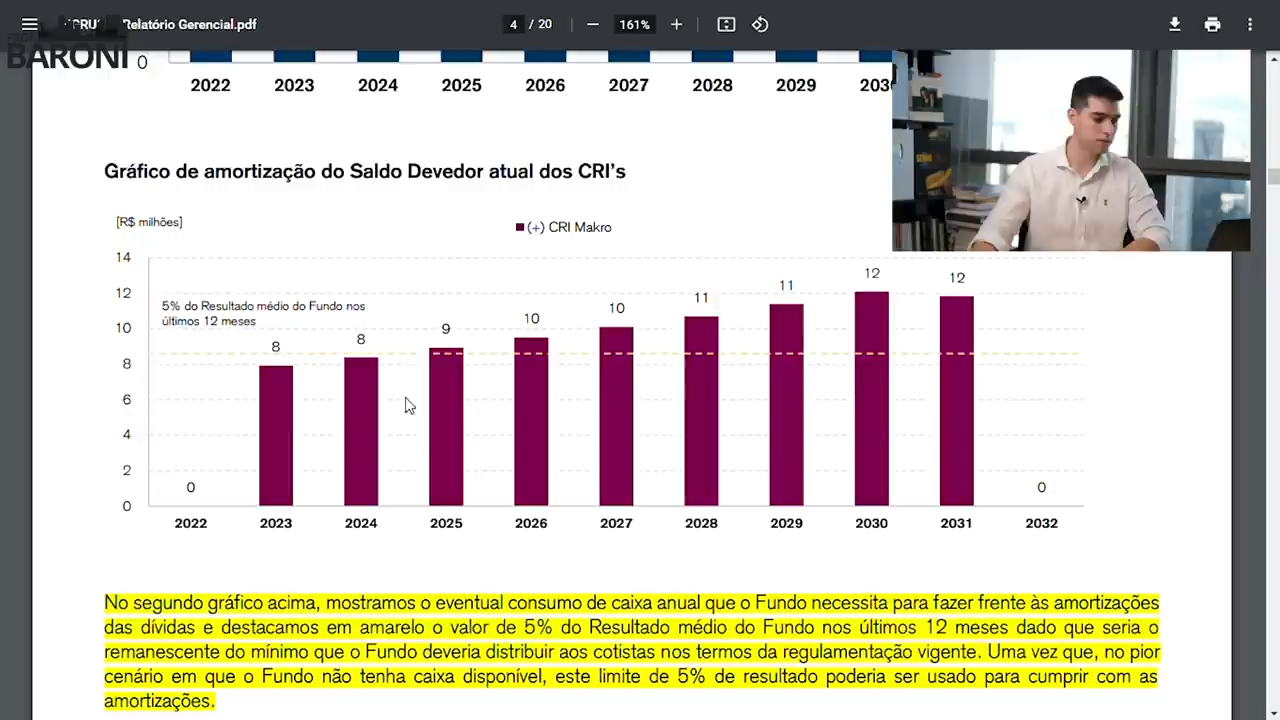 Relatório Gerencial.pdf
4 / 20
161%
BARONI
0
2022 2023 2024 2025 2026 2027 2028 2029
Gráfico de amortização do Saldo Devedor atual dos CRI's
[R$ milhões]
(+) CRI Makro
14
12
10
8
6
4
2
0
5% do Resultado médio do Fundo nos
últimos 12 meses
0 8 8 9 10 10 11 11 12 12 0
2022 2023 2024 2025 2026 2027 2028 2029 2030 2031 2032
No segundo gráfico acima, mostramos o eventual consumo de caixa anual que o Fundo necessita para fazer frente às amortizações
das dívidas e destacamos em amarelo o valor de 5% do Resultado médio do Fundo nos últimos 12 meses dado que seria o
remanescente do mínimo que o Fundo deveria distribuir aos cotistas nos termos da regulamentação vigente. Uma vez que, no pior
cenário em que o Fundo não tenha caixa disponível, este limite de 5% de resultado poderia ser usado para cumprir com as
amortizações.